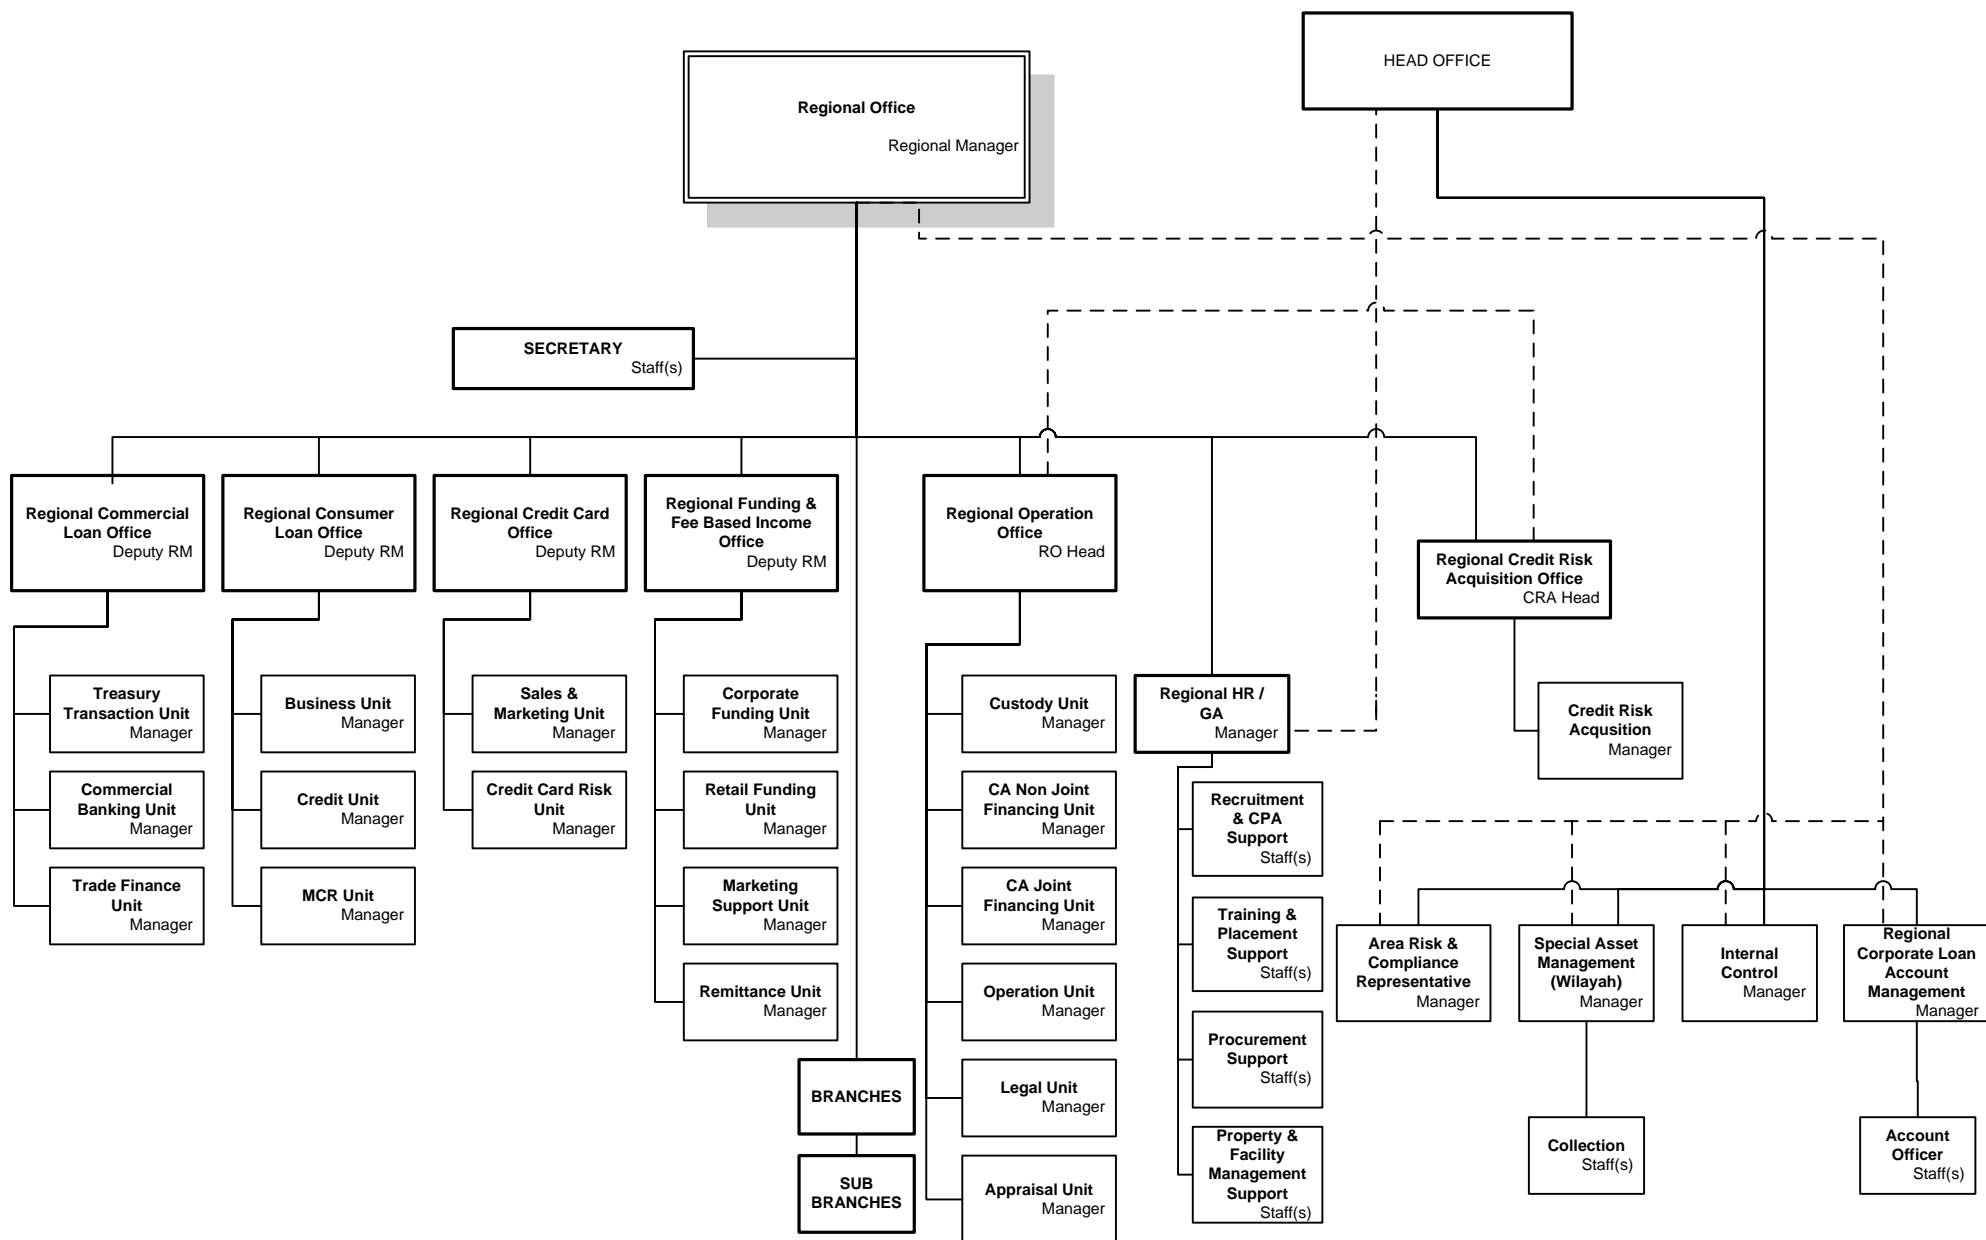 HEAD OFFICE
Regional Office
Regional Manager
SECRETARY
Staff(s)
Regional Commercial
Loan Office
Deputy RM
Regional Consumer
Loan Office
Deputy RM
Regional Credit Card
Office
Deputy RM
Regional Funding &
Fee Based Income
Office
Deputy RM
Regional Operation
Office
RO Head
Regional Credit Risk
Acquisition Office
CRA Head
Treasury
Transaction Unit
Manager
Commercial
Banking Unit
Manager
Trade Finance
Unit
Manager
Business Unit
Manager
Credit Unit
Manager
MCR Unit
Manager
Sales &
Marketing Unit
Manager
Credit Card Risk
Unit
Manager
Corporate
Funding Unit
Manager
Retail Funding
Unit
Manager
Marketing
Support Unit
Manager
Remittance Unit
Manager
BRANCHES
SUB
BRANCHES
Custody Unit
Manager
CA Non Joint
Financing Unit
Manager
CA Joint
Financing Unit
Manager
Operation Unit
Manager
Legal Unit
Manager
Appraisal Unit
Manager
Regional HR /
GA
Manager
Recruitment
& CPA
Support
Staff(s)
Training &
Placement
Support
Staff(s)
Procurement
Support
Staff(s)
Property &
Facility
Management
Support
Staff(s)
Credit Risk
Acqusition
Manager
Area Risk &
Compliance
Representative
Manager
Special Asset
Management
(Wilayah)
Manager
Internal
Control
Manager
Regional
Corporate Loan
Account
Management
Manager
Collection
Staff(s)
Account
Officer
Staff(s)